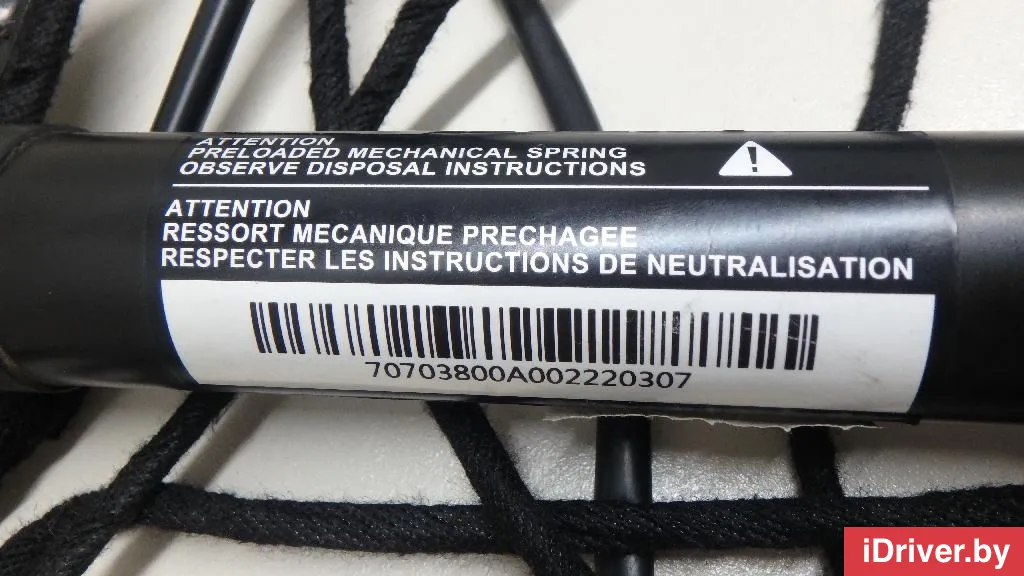 ATTENTION
PRELOADED MECHANICAL SPRING
OBSERVE DISPOSAL INSTRUCTIONS
ATTENTION
RESSORT MECANIQUE PRECHAGEE
RESPECTER LES INSTRUCTIONS DE NEUTRALISATION
70703800A002220307
iDriver.by